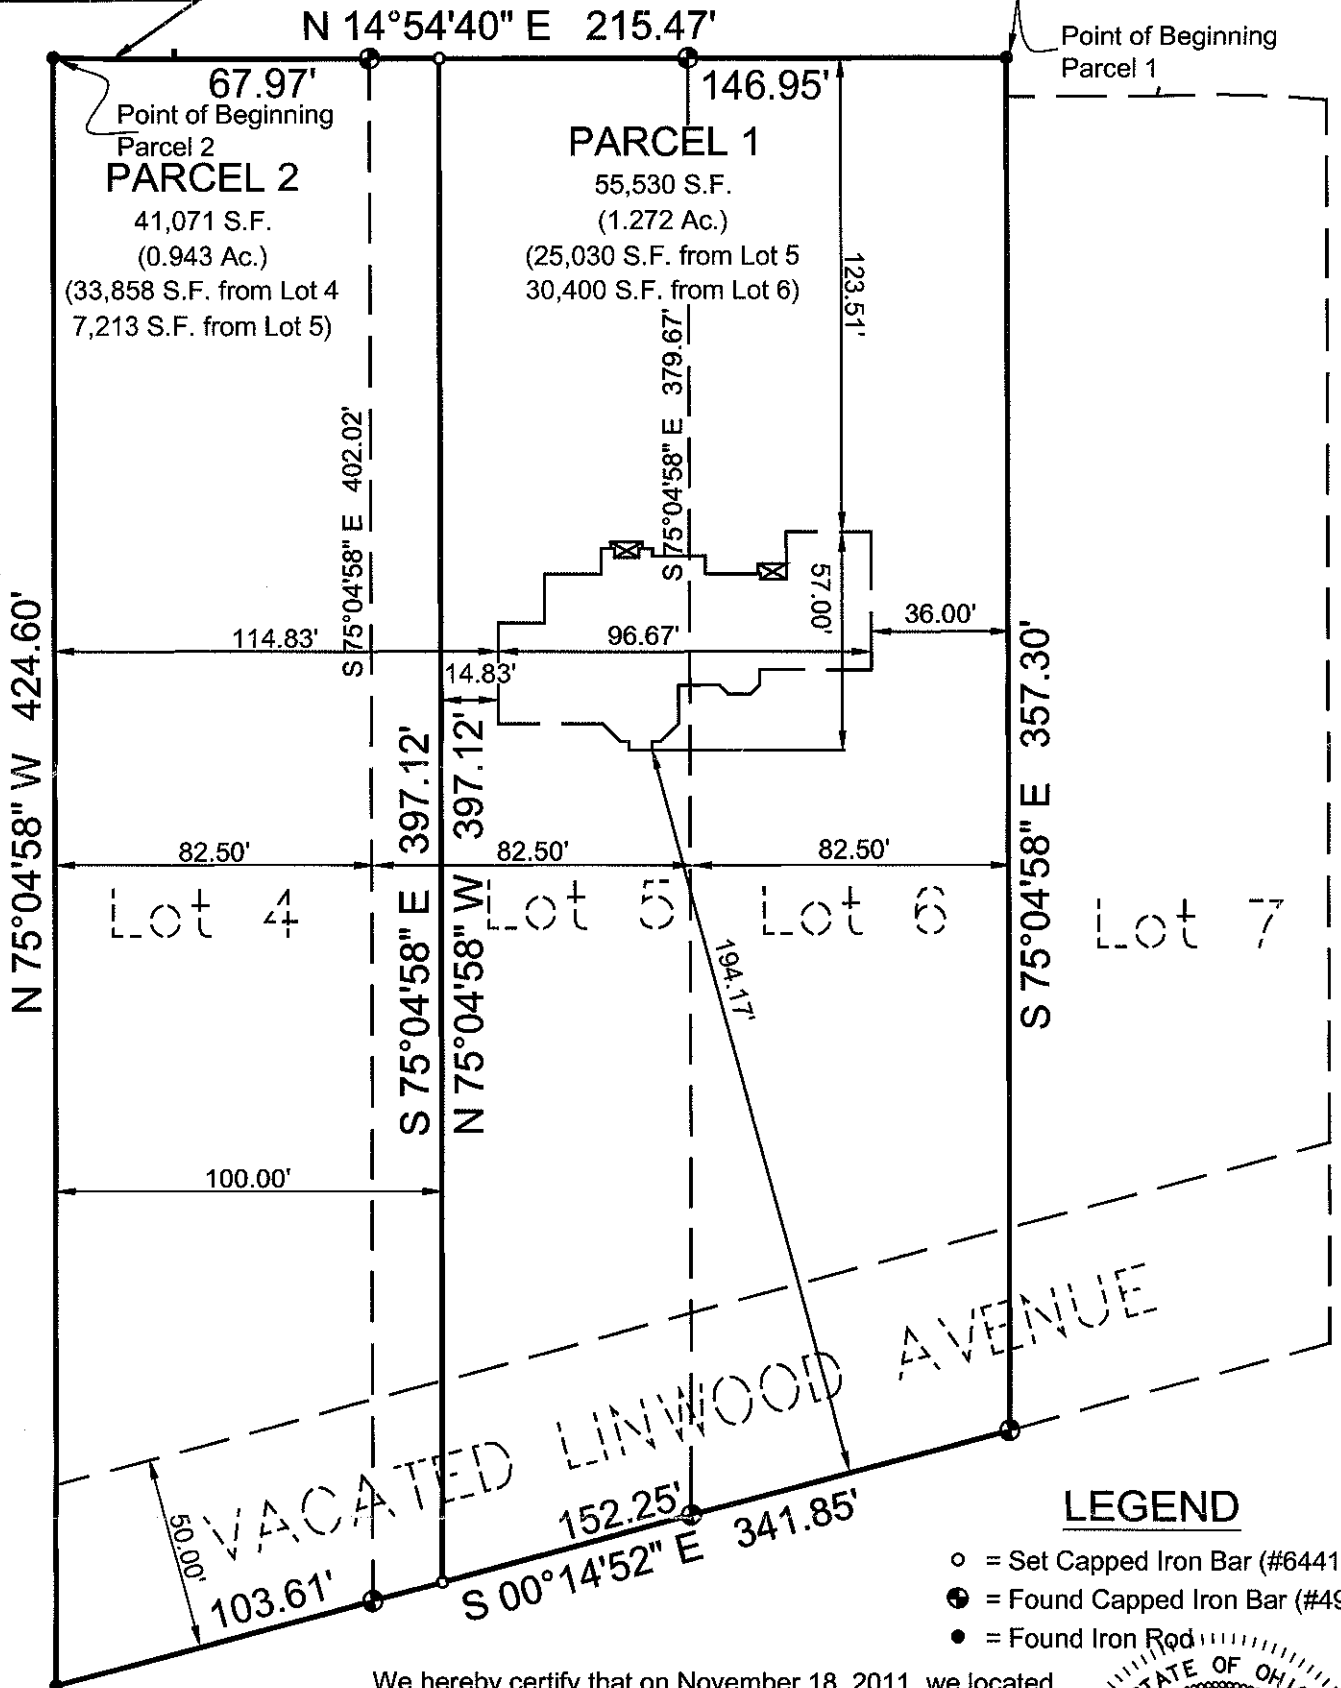 N 14°54'40" E 215.47'
Point of Beginning
Parcel 1
67.97'
146.95'
Point of Beginning
Parcel 2
PARCEL 2
41,071 S.F.
(0.943 Ac.)
(33,858 S.F. from Lot 4
7,213 S.F. from Lot 5)
PARCEL 1
55,530 S.F.
(1.272 Ac.)
(25,030 S.F. from Lot 5
30,400 S.F. from Lot 6)
123.51'
S 75°04'58" E 379.67'
S 75°04'58" E 402.02'
57.00'
36.00'
114.83'
96.67'
14.83'
N 75°04'58" W 424.60'
S 75°04'58" E 397.12'
N 75°04'58" W 397.12'
S 75°04'58" E 357.30'
82.50'
82.50'
82.50'
Lot 4
Lot 5
Lot 6
Lot 7
194.17'
100.00'
VACATED LINWOOD AVENUE
50.00'
103.61'
152.25'
S 00°14'52" E 341.85'
LEGEND
= Set Capped Iron Bar (#6441
= Found Capped Iron Bar (#49
= Found Iron Rod
STATE OF OHI
We hereby certify that on November 18, 2011, we located